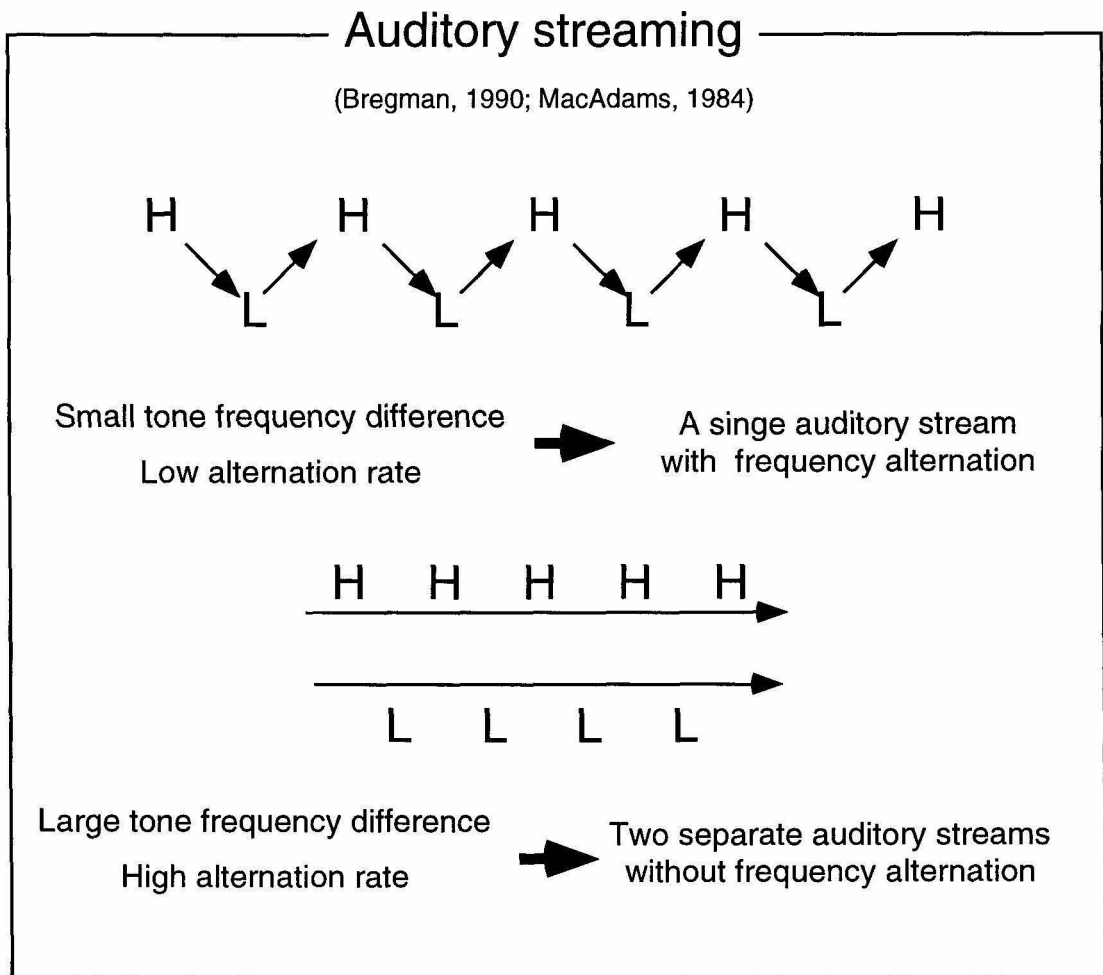 Auditory streaming
(Bregman, 1990; MacAdams, 1984)
H H H H H
L L L L
Small tone frequency difference
Low alternation rate
A singe auditory stream
with frequency alternation
H H H H H
L L L L
Large tone frequency difference
High alternation rate
Two separate auditory streams
without frequency alternation